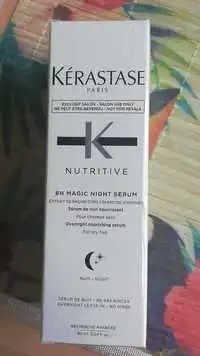 KÉRASTASE
PARIS
EXCLUSIF SALON - SALON USE ONLY
NE PEUT ÊTRE REVENDU - NOT FOR RESALE
K
NUTRITIVE
8H MAGIC NIGHT SERUM
Sérum de nuit nourrissant
Pour cheveux secs
Overnight nourishing serum
For dry hair
NUIT • NIGHT
SÉRUM DE NUIT - NE PAS RINCER
OVERNIGHT LEAVE-IN - NO RINSE
RECHERCHE AVANCÉE